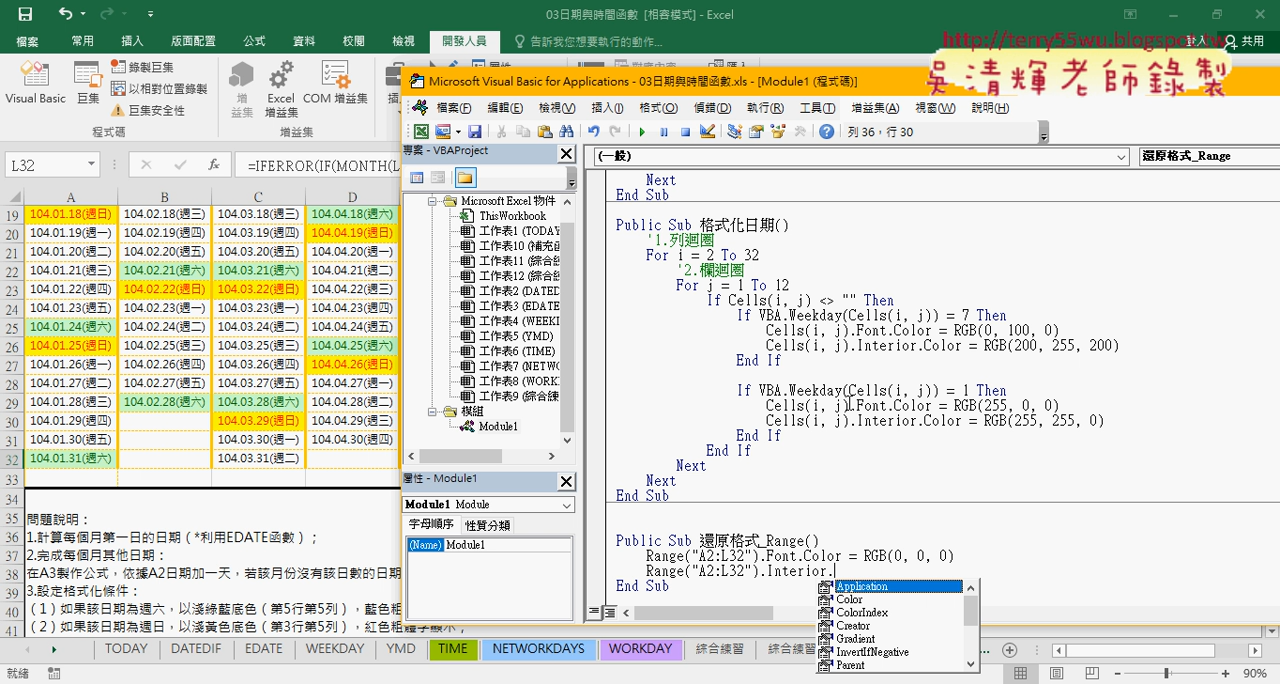 03日期與時間函數 [相容模式] - Excel
檔案 常用 插入 版面配置 公式 資料 校閱 檢視 開發人員 告訴我您想要執行的動作... 登入 共用
http://terry55wu.blogspot.tw
吳清輝老師錄製
Visual Basic 巨集 錄製巨集 以相對位置錄製 巨集安全性 程式碼
增益集 Excel 增益集 COM 增益集 增益集
L32 =IFERROR(IF(MONTH(L
A B C D
19 104.01.18(週日) 104.02.18(週三) 104.03.18(週三) 104.04.18(週六)
20 104.01.19(週一) 104.02.19(週四) 104.03.19(週四) 104.04.19(週日)
21 104.01.20(週二) 104.02.20(週五) 104.03.20(週五) 104.04.20(週一)
22 104.01.21(週三) 104.02.21(週六) 104.03.21(週六) 104.04.21(週二)
23 104.01.22(週四) 104.02.22(週日) 104.03.22(週日) 104.04.22(週三)
24 104.01.23(週五) 104.02.23(週一) 104.03.23(週一) 104.04.23(週四)
25 104.01.24(週六) 104.02.24(週二) 104.03.24(週二) 104.04.24(週五)
26 104.01.25(週日) 104.02.25(週三) 104.03.25(週三) 104.04.25(週六)
27 104.01.26(週一) 104.02.26(週四) 104.03.26(週四) 104.04.26(週日)
28 104.01.27(週二) 104.02.27(週五) 104.03.27(週五) 104.04.27(週一)
29 104.01.28(週三) 104.02.28(週六) 104.03.28(週六) 104.04.28(週二)
30 104.01.29(週四) 104.03.29(週日) 104.04.29(週三)
31 104.01.30(週五) 104.03.30(週一) 104.04.30(週四)
32 104.01.31(週六) 104.03.31(週二)
33
34
35 問題說明：
36 1.計算每個月第一日的日期（*利用EDATE函數）；
37 2.完成每個月其他日期：
38 在A3製作公式，依據A2日期加一天，若該月份沒有該日數的日期
39 3.設定格式化條件：
40 （1）如果該日期為週六，以淺綠藍底色（第5行第5列），藍色粗
41 （2）如果該日期為週日，以淺黃色底色（第3行第5列），紅色粗體字顯示；
TODAY DATEDIF EDATE WEEKDAY YMD TIME NETWORKDAYS WORKDAY 綜合練習 綜合練習 ...
就緒 90%
Microsoft Visual Basic for Applications - 03日期與時間函數.xls - [Module1 (程式碼)]
檔案(F) 編輯(E) 檢視(V) 插入(I) 格式(O) 偵錯(D) 執行(R) 工具(T) 增益集(A) 視窗(W) 說明(H)
列 36，行 30
專案 - VBAProject
Microsoft Excel 物件
ThisWorkbook
工作表1 (TODAY
工作表10 (補充
工作表11 (綜合
工作表12 (綜合
工作表2 (DATED
工作表3 (EDATE
工作表4 (WEEKI
工作表5 (YMD)
工作表6 (TIME)
工作表7 (NETWO
工作表8 (WORK
工作表9 (綜合練
模組
Module1
屬性 - Module1
Module1 Module
字母順序 性質分類
(Name) Module1
(一般) 還原格式_Range
Next
End Sub
Public Sub 格式化日期()
'1.列迴圈
For i = 2 To 32
'2.欄迴圈
For j = 1 To 12
If Cells(i, j) <> "" Then
If VBA.Weekday(Cells(i, j)) = 7 Then
Cells(i, j).Font.Color = RGB(0, 100, 0)
Cells(i, j).Interior.Color = RGB(200, 255, 200)
End If
If VBA.Weekday(Cells(i, j)) = 1 Then
Cells(i, j).Font.Color = RGB(255, 0, 0)
Cells(i, j).Interior.Color = RGB(255, 255, 0)
End If
End If
Next
Next
End Sub
Public Sub 還原格式_Range()
Range("A2:L32").Font.Color = RGB(0, 0, 0)
Range("A2:L32").Interior.
End Sub
Application
Color
ColorIndex
Creator
Gradient
InvertIfNegative
Parent